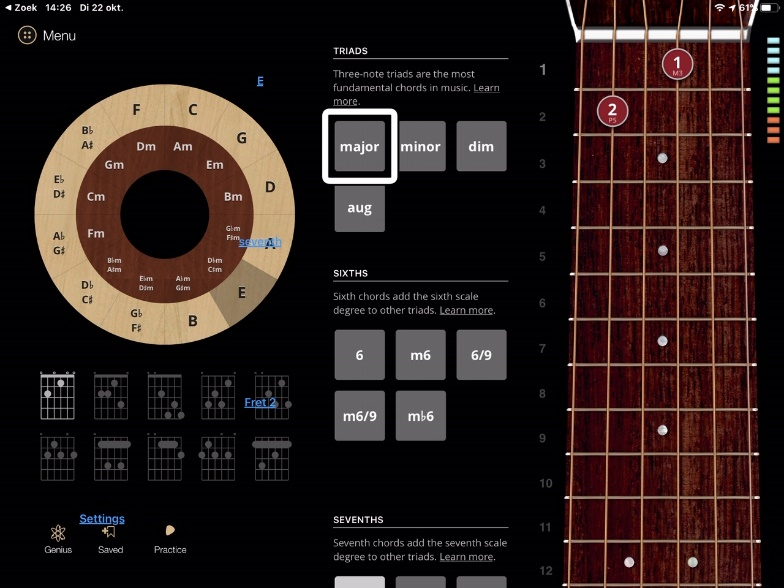 Zoek 14:26 Di 22 okt. 61%
Menu
E
F
C
G
D
A
E
B
G♭
F♯
D♭
C♯
A♭
G♯
E♭
D♯
B♭
A♯
Dm
Am
Em
Bm
G♭m
F♯m
D♭m
C♯m
A♭m
G♯m
E♭m
D♯m
B♭m
A♯m
Fm
Cm
Gm
seventh
Fret 2
Settings
Genius
Saved
Practice
TRIADS
Three-note triads are the most
fundamental chords in music. Learn
more.
major minor dim
aug
SIXTHS
Sixth chords add the sixth scale
degree to other triads. Learn more.
6 m6 6/9
m6/9 m♭6
SEVENTHS
Seventh chords add the seventh scale
degree to other triads. Learn more.
1
2
3
4
5
6
7
8
9
10
11
12
1
M3
2
P5